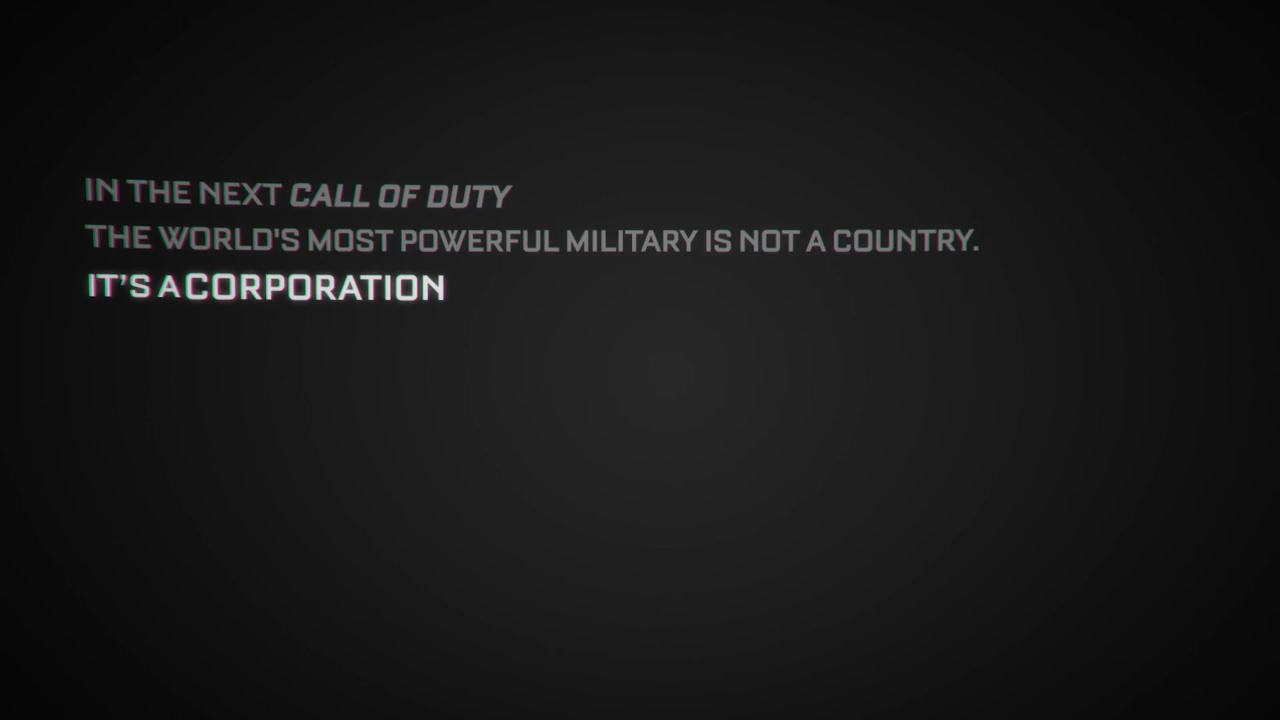 IN THE NEXT CALL OF DUTY
THE WORLD'S MOST POWERFUL MILITARY IS NOT A COUNTRY.
IT’S A CORPORATION